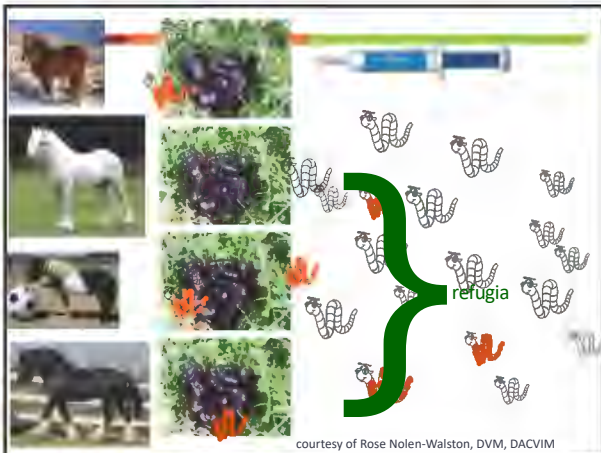 refugia
courtesy of Rose Nolen-Walston, DVM, DACVIM